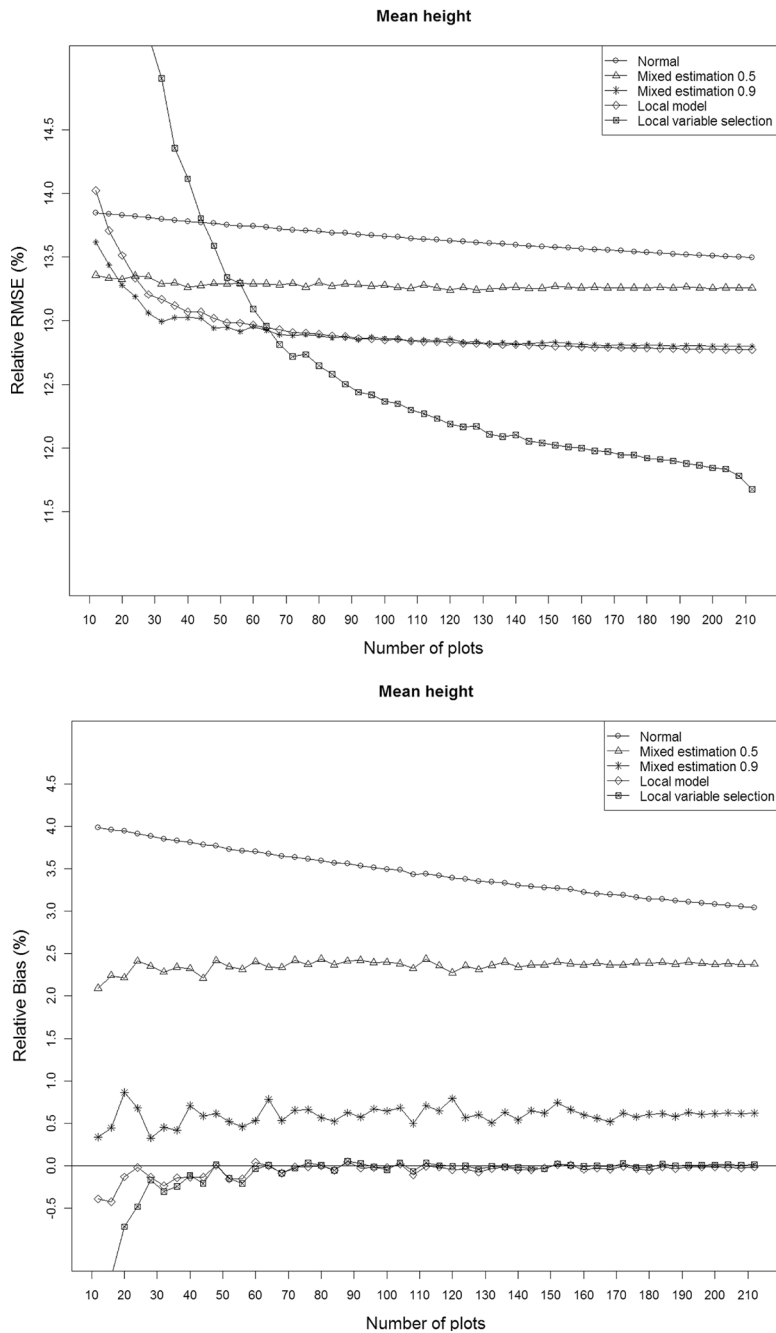 Mean height
Normal
Mixed estimation 0.5
Mixed estimation 0.9
Local model
Local variable selection
Relative RMSE (%)
14.5
14.0
13.5
13.0
12.5
12.0
11.5
10 20 30 40 50 60 70 80 90 100 110 120 130 140 150 160 170 180 190 200 210
Number of plots
Mean height
Normal
Mixed estimation 0.5
Mixed estimation 0.9
Local model
Local variable selection
Relative Bias (%)
4.5
4.0
3.5
3.0
2.5
2.0
1.5
1.0
0.5
0.0
-0.5
10 20 30 40 50 60 70 80 90 100 110 120 130 140 150 160 170 180 190 200 210
Number of plots